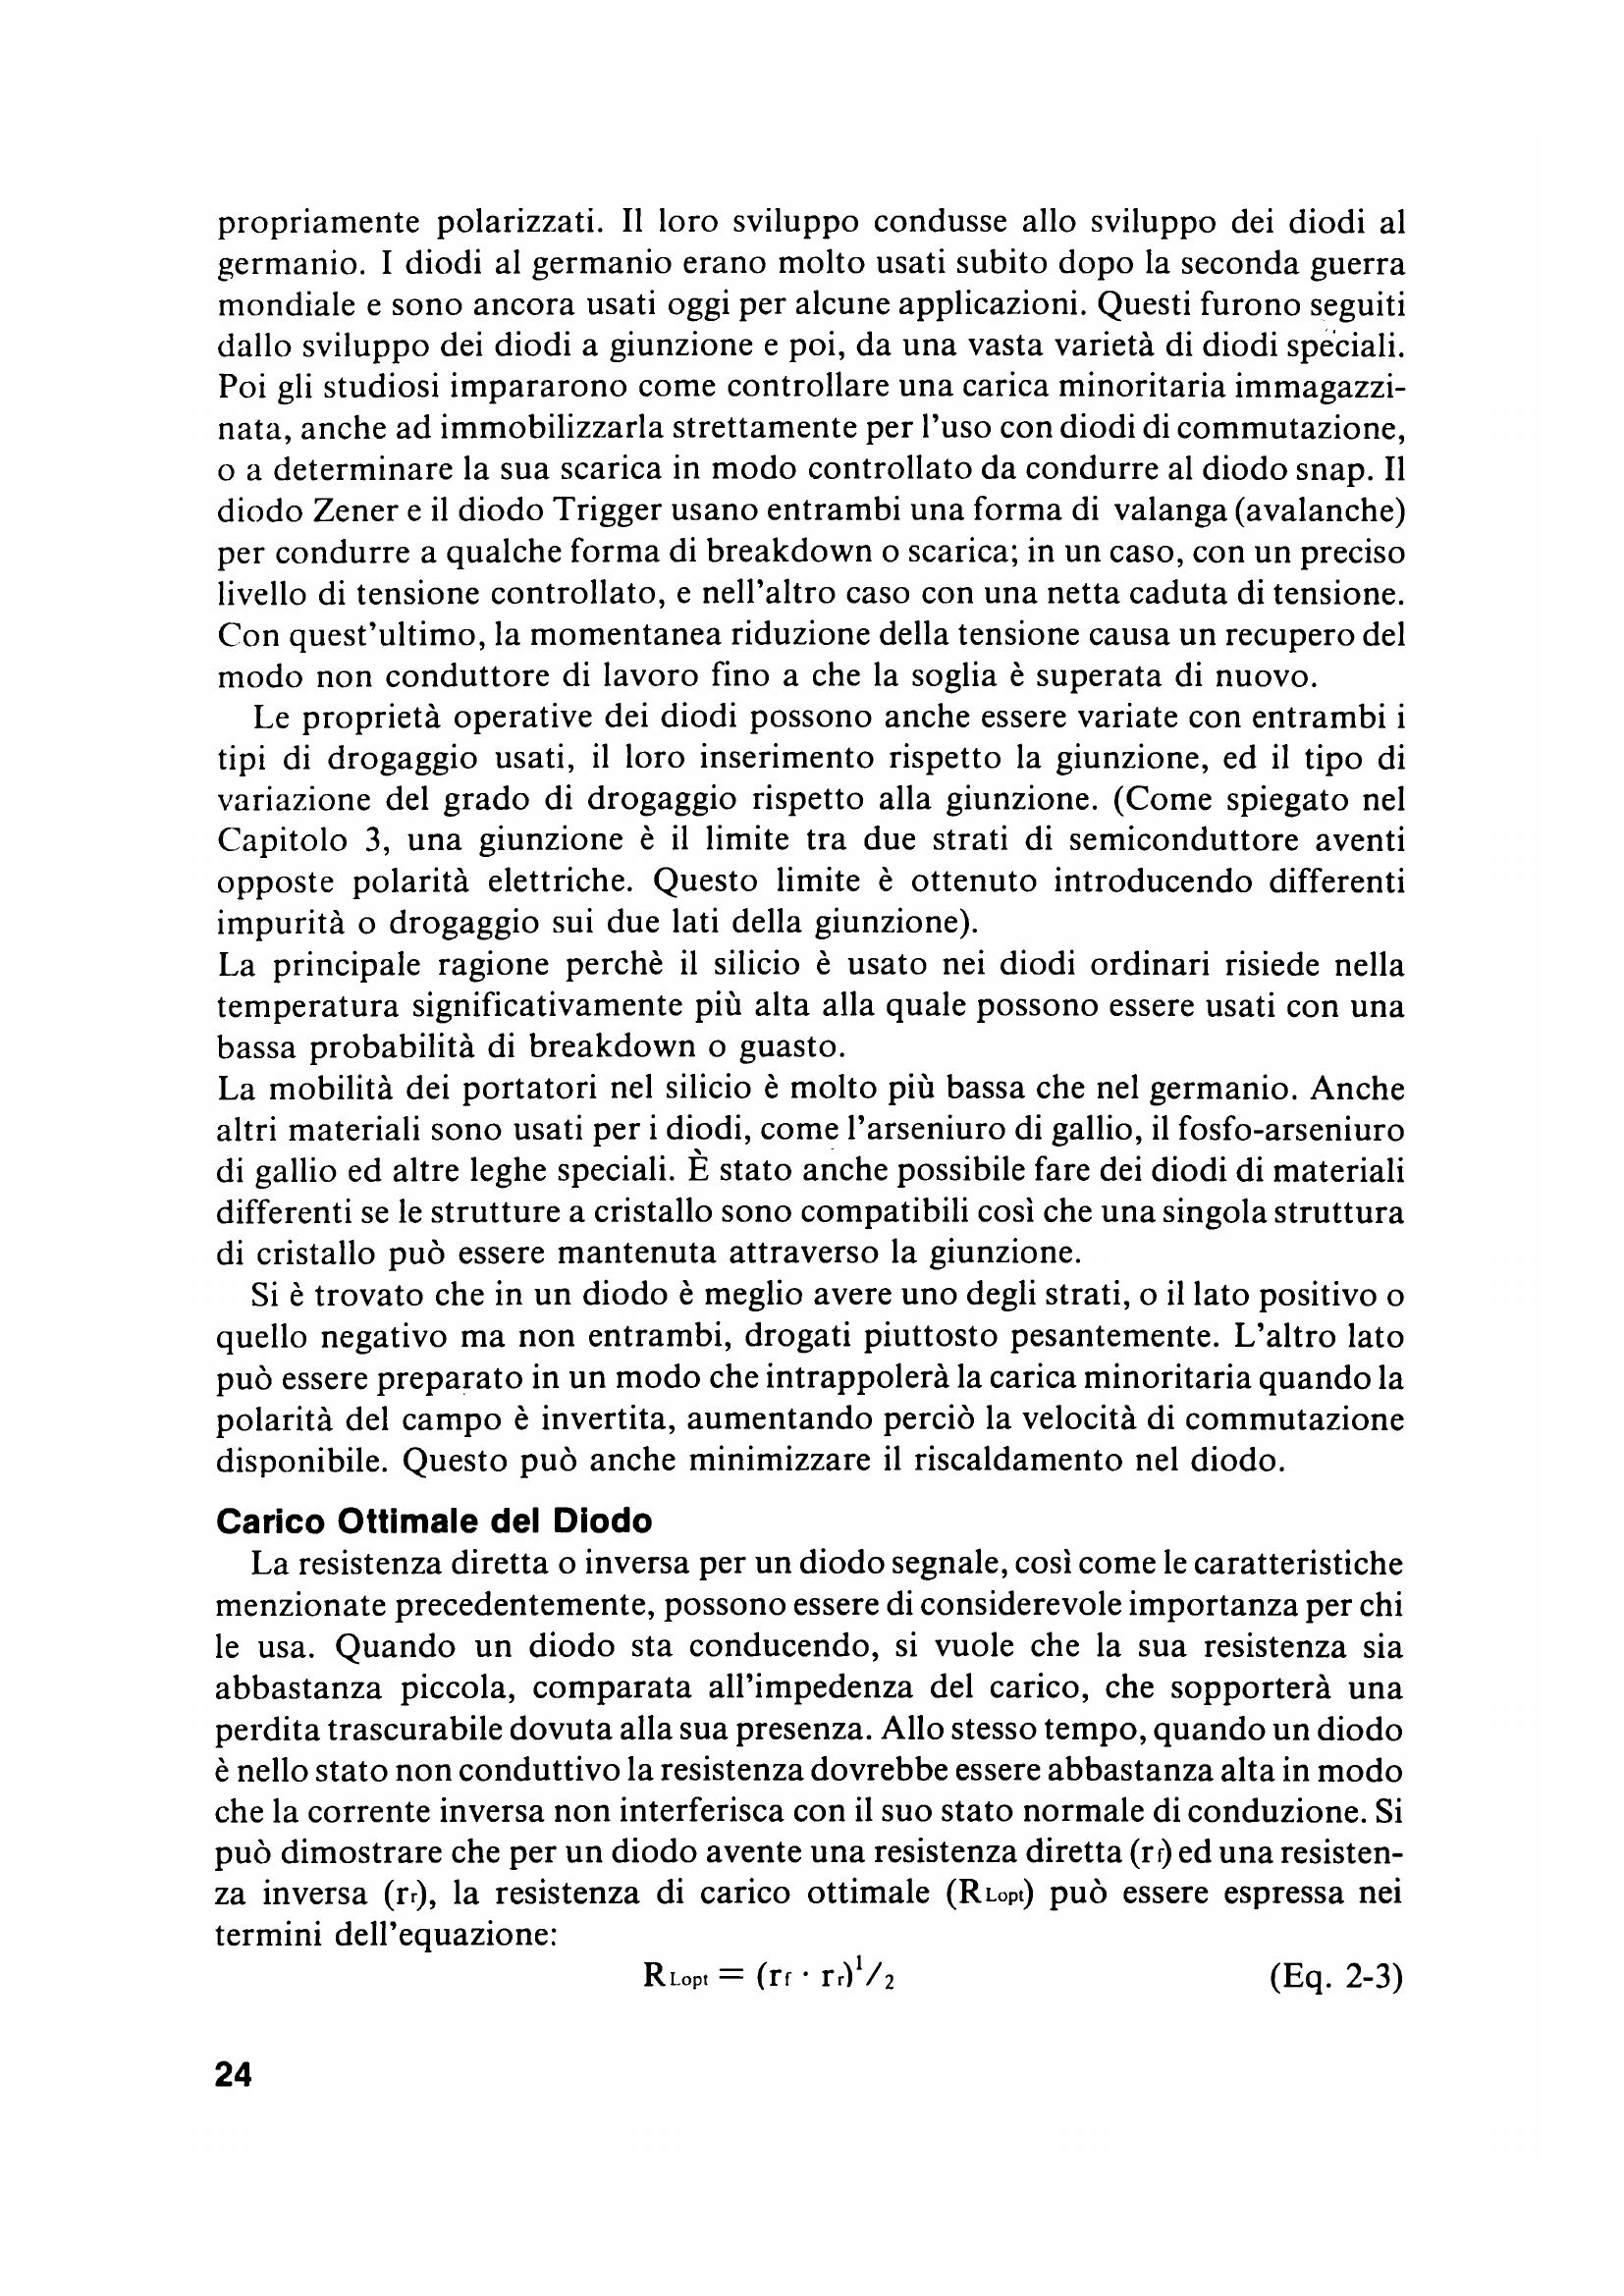 propriamente polarizzati. Il loro sviluppo condusse allo sviluppo dei diodi al
germanio. I diodi al germanio erano molto usati subito dopo la seconda guerra
mondiale e sono ancora usati oggi per alcune applicazioni. Questi furono seguiti
dallo sviluppo dei diodi a giunzione e poi, da una vasta varietà di diodi speciali.
Poi gli studiosi impararono come controllare una carica minoritaria immagazzi-
nata, anche ad immobilizzarla strettamente per l'uso con diodi di commutazione,
o a determinare la sua scarica in modo controllato da condurre al diodo snap. Il
diodo Zener e il diodo Trigger usano entrambi una forma di valanga (avalanche)
per condurre a qualche forma di breakdown o scarica; in un caso, con un preciso
livello di tensione controllato, e nell'altro caso con una netta caduta di tensione.
Con quest'ultimo, la momentanea riduzione della tensione causa un recupero del
modo non conduttore di lavoro fino a che la soglia è superata di nuovo.
Le proprietà operative dei diodi possono anche essere variate con entrambi i
tipi di drogaggio usati, il loro inserimento rispetto la giunzione, ed il tipo di
variazione del grado di drogaggio rispetto alla giunzione. (Come spiegato nel
Capitolo 3, una giunzione è il limite tra due strati di semiconduttore aventi
opposte polarità elettriche. Questo limite è ottenuto introducendo differenti
impurità o drogaggio sui due lati della giunzione).
La principale ragione perchè il silicio è usato nei diodi ordinari risiede nella
temperatura significativamente più alta alla quale possono essere usati con una
bassa probabilità di breakdown o guasto.
La mobilità dei portatori nel silicio è molto più bassa che nel germanio. Anche
altri materiali sono usati per i diodi, come l'arseniuro di gallio, il fosfo-arseniuro
di gallio ed altre leghe speciali. È stato anche possibile fare dei diodi di materiali
differenti se le strutture a cristallo sono compatibili così che una singola struttura
di cristallo può essere mantenuta attraverso la giunzione.
Si è trovato che in un diodo è meglio avere uno degli strati, o il lato positivo o
quello negativo ma non entrambi, drogati piuttosto pesantemente. L'altro lato
può essere preparato in un modo che intrappolerà la carica minoritaria quando la
polarità del campo è invertita, aumentando perciò la velocità di commutazione
disponibile. Questo può anche minimizzare il riscaldamento nel diodo.
Carico Ottimale del Diodo
La resistenza diretta o inversa per un diodo segnale, così come le caratteristiche
menzionate precedentemente, possono essere di considerevole importanza per chi
le usa. Quando un diodo sta conducendo, si vuole che la sua resistenza sia
abbastanza piccola, comparata all'impedenza del carico, che sopporterà una
perdita trascurabile dovuta alla sua presenza. Allo stesso tempo, quando un diodo
è nello stato non conduttivo la resistenza dovrebbe essere abbastanza alta in modo
che la corrente inversa non interferisca con il suo stato normale di conduzione. Si
può dimostrare che per un diodo avente una resistenza diretta (rf) ed una resisten-
za inversa (rr), la resistenza di carico ottimale (RLopt) può essere espressa nei
termini dell'equazione:
RLopt = (rf · rr)¹/₂ (Eq. 2-3)
24